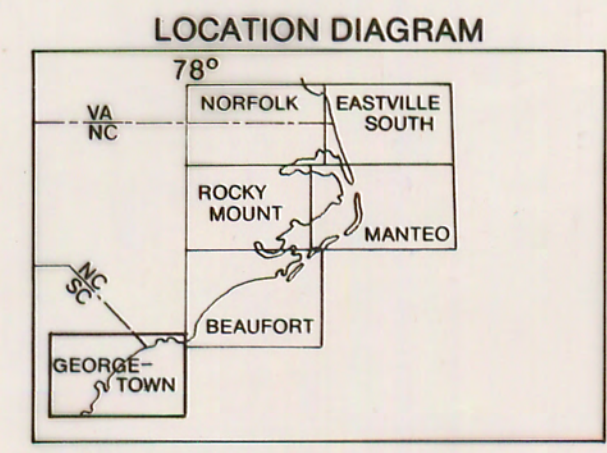 LOCATION DIAGRAM
78°
NORFOLK
EASTVILLE
SOUTH
VA
NC
ROCKY
MOUNT
MANTEO
NC
SC
BEAUFORT
GEORGE-
TOWN